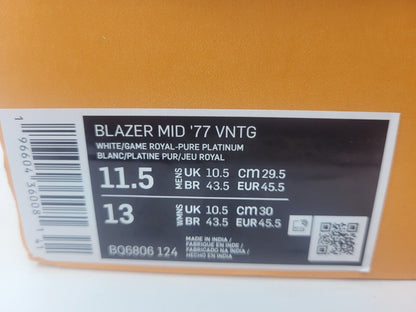 BLAZER MID '77 VNTG
WHITE/GAME ROYAL-PURE PLATINUM
BLANC/PLATINE PUR/JEU ROYAL
11.5 MENS UK 10.5 CM 29.5
BR 43.5 EUR 45.5
13 WMNS UK 10.5 CM 30
BR 43.5 EUR 45.5
BQ6806 124
MADE IN INDIA /
FABRIQUE EN INDE /
FABRICADO NA ÍNDIA /
HECHO EN INDIA